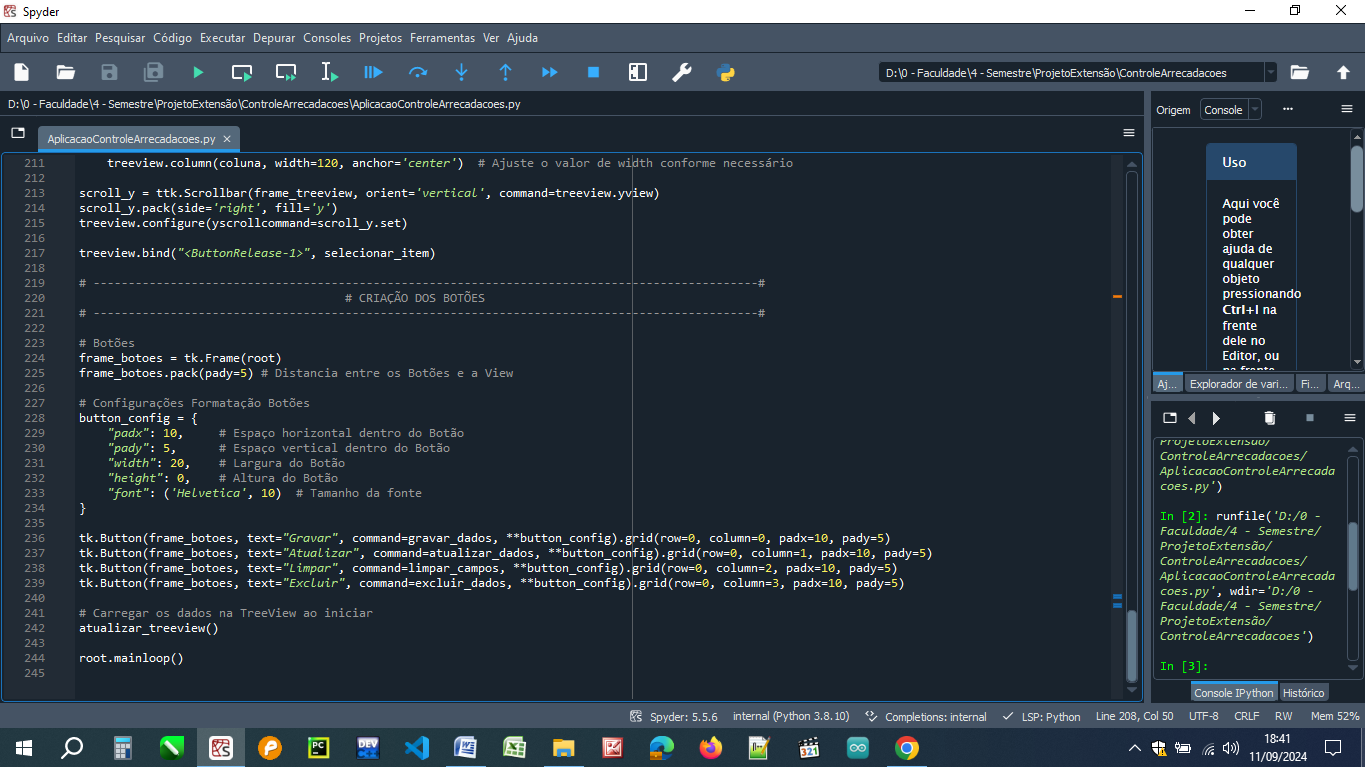 Spyder
Arquivo Editar Pesquisar Código Executar Depurar Consoles Projetos Ferramentas Ver Ajuda
D:\0 - Faculdade\4 - Semestre\ProjetoExtensão\ControleArrecadacoes
D:\0 - Faculdade\4 - Semestre\ProjetoExtensão\ControleArrecadacoes\AplicacaoControleArrecadacoes.py
AplicacaoControleArrecadacoes.py
211 treeview.column(coluna, width=120, anchor='center') # Ajuste o valor de width conforme necessário
212
213 scroll_y = ttk.Scrollbar(frame_treeview, orient='vertical', command=treeview.yview)
214 scroll_y.pack(side='right', fill='y')
215 treeview.configure(yscrollcommand=scroll_y.set)
216
217 treeview.bind("<ButtonRelease-1>", selecionar_item)
218
219 # -----------------------------------------------------------------------------------------------#
220 # CRIAÇÃO DOS BOTÕES
221 # -----------------------------------------------------------------------------------------------#
222
223 # Botões
224 frame_botoes = tk.Frame(root)
225 frame_botoes.pack(pady=5) # Distancia entre os Botões e a View
226
227 # Configurações Formatação Botões
228 button_config = {
229 "padx": 10, # Espaço horizontal dentro do Botão
230 "pady": 5, # Espaço vertical dentro do Botão
231 "width": 20, # Largura do Botão
232 "height": 0, # Altura do Botão
233 "font": ('Helvetica', 10) # Tamanho da fonte
234 }
235
236 tk.Button(frame_botoes, text="Gravar", command=gravar_dados, **button_config).grid(row=0, column=0, padx=10, pady=5)
237 tk.Button(frame_botoes, text="Atualizar", command=atualizar_dados, **button_config).grid(row=0, column=1, padx=10, pady=5)
238 tk.Button(frame_botoes, text="Limpar", command=limpar_campos, **button_config).grid(row=0, column=2, padx=10, pady=5)
239 tk.Button(frame_botoes, text="Excluir", command=excluir_dados, **button_config).grid(row=0, column=3, padx=10, pady=5)
240
241 # Carregar os dados na TreeView ao iniciar
242 atualizar_treeview()
243
244 root.mainloop()
245
Origem Console
Uso
Aqui você
pode
obter
ajuda de
qualquer
objeto
pressionando
Ctrl+I na
frente
dele no
Editor, ou
na frente
Aj... Explorador de vari... Fi... Arq...
ProjetoExtensão/
ControleArrecadacoes/
AplicacaoControleArrecada
coes.py')
In [2]: runfile('D:/0 -
Faculdade/4 - Semestre/
ProjetoExtensão/
ControleArrecadacoes/
AplicacaoControleArrecada
coes.py', wdir='D:/0 -
Faculdade/4 - Semestre/
ProjetoExtensão/
ControleArrecadacoes')
In [3]:
Console IPython Histórico
Spyder: 5.5.6 internal (Python 3.8.10) Completions: internal LSP: Python Line 208, Col 50 UTF-8 CRLF RW Mem 52%
PC
DEV
321
18:41
11/09/2024